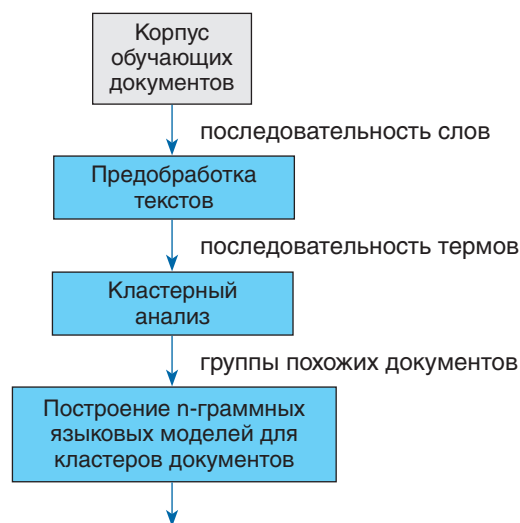 Корпус
обучающих
документов
последовательность слов
Предобработка
текстов
последовательность термов
Кластерный
анализ
группы похожих документов
Построение n-граммных
языковых моделей для
кластеров документов